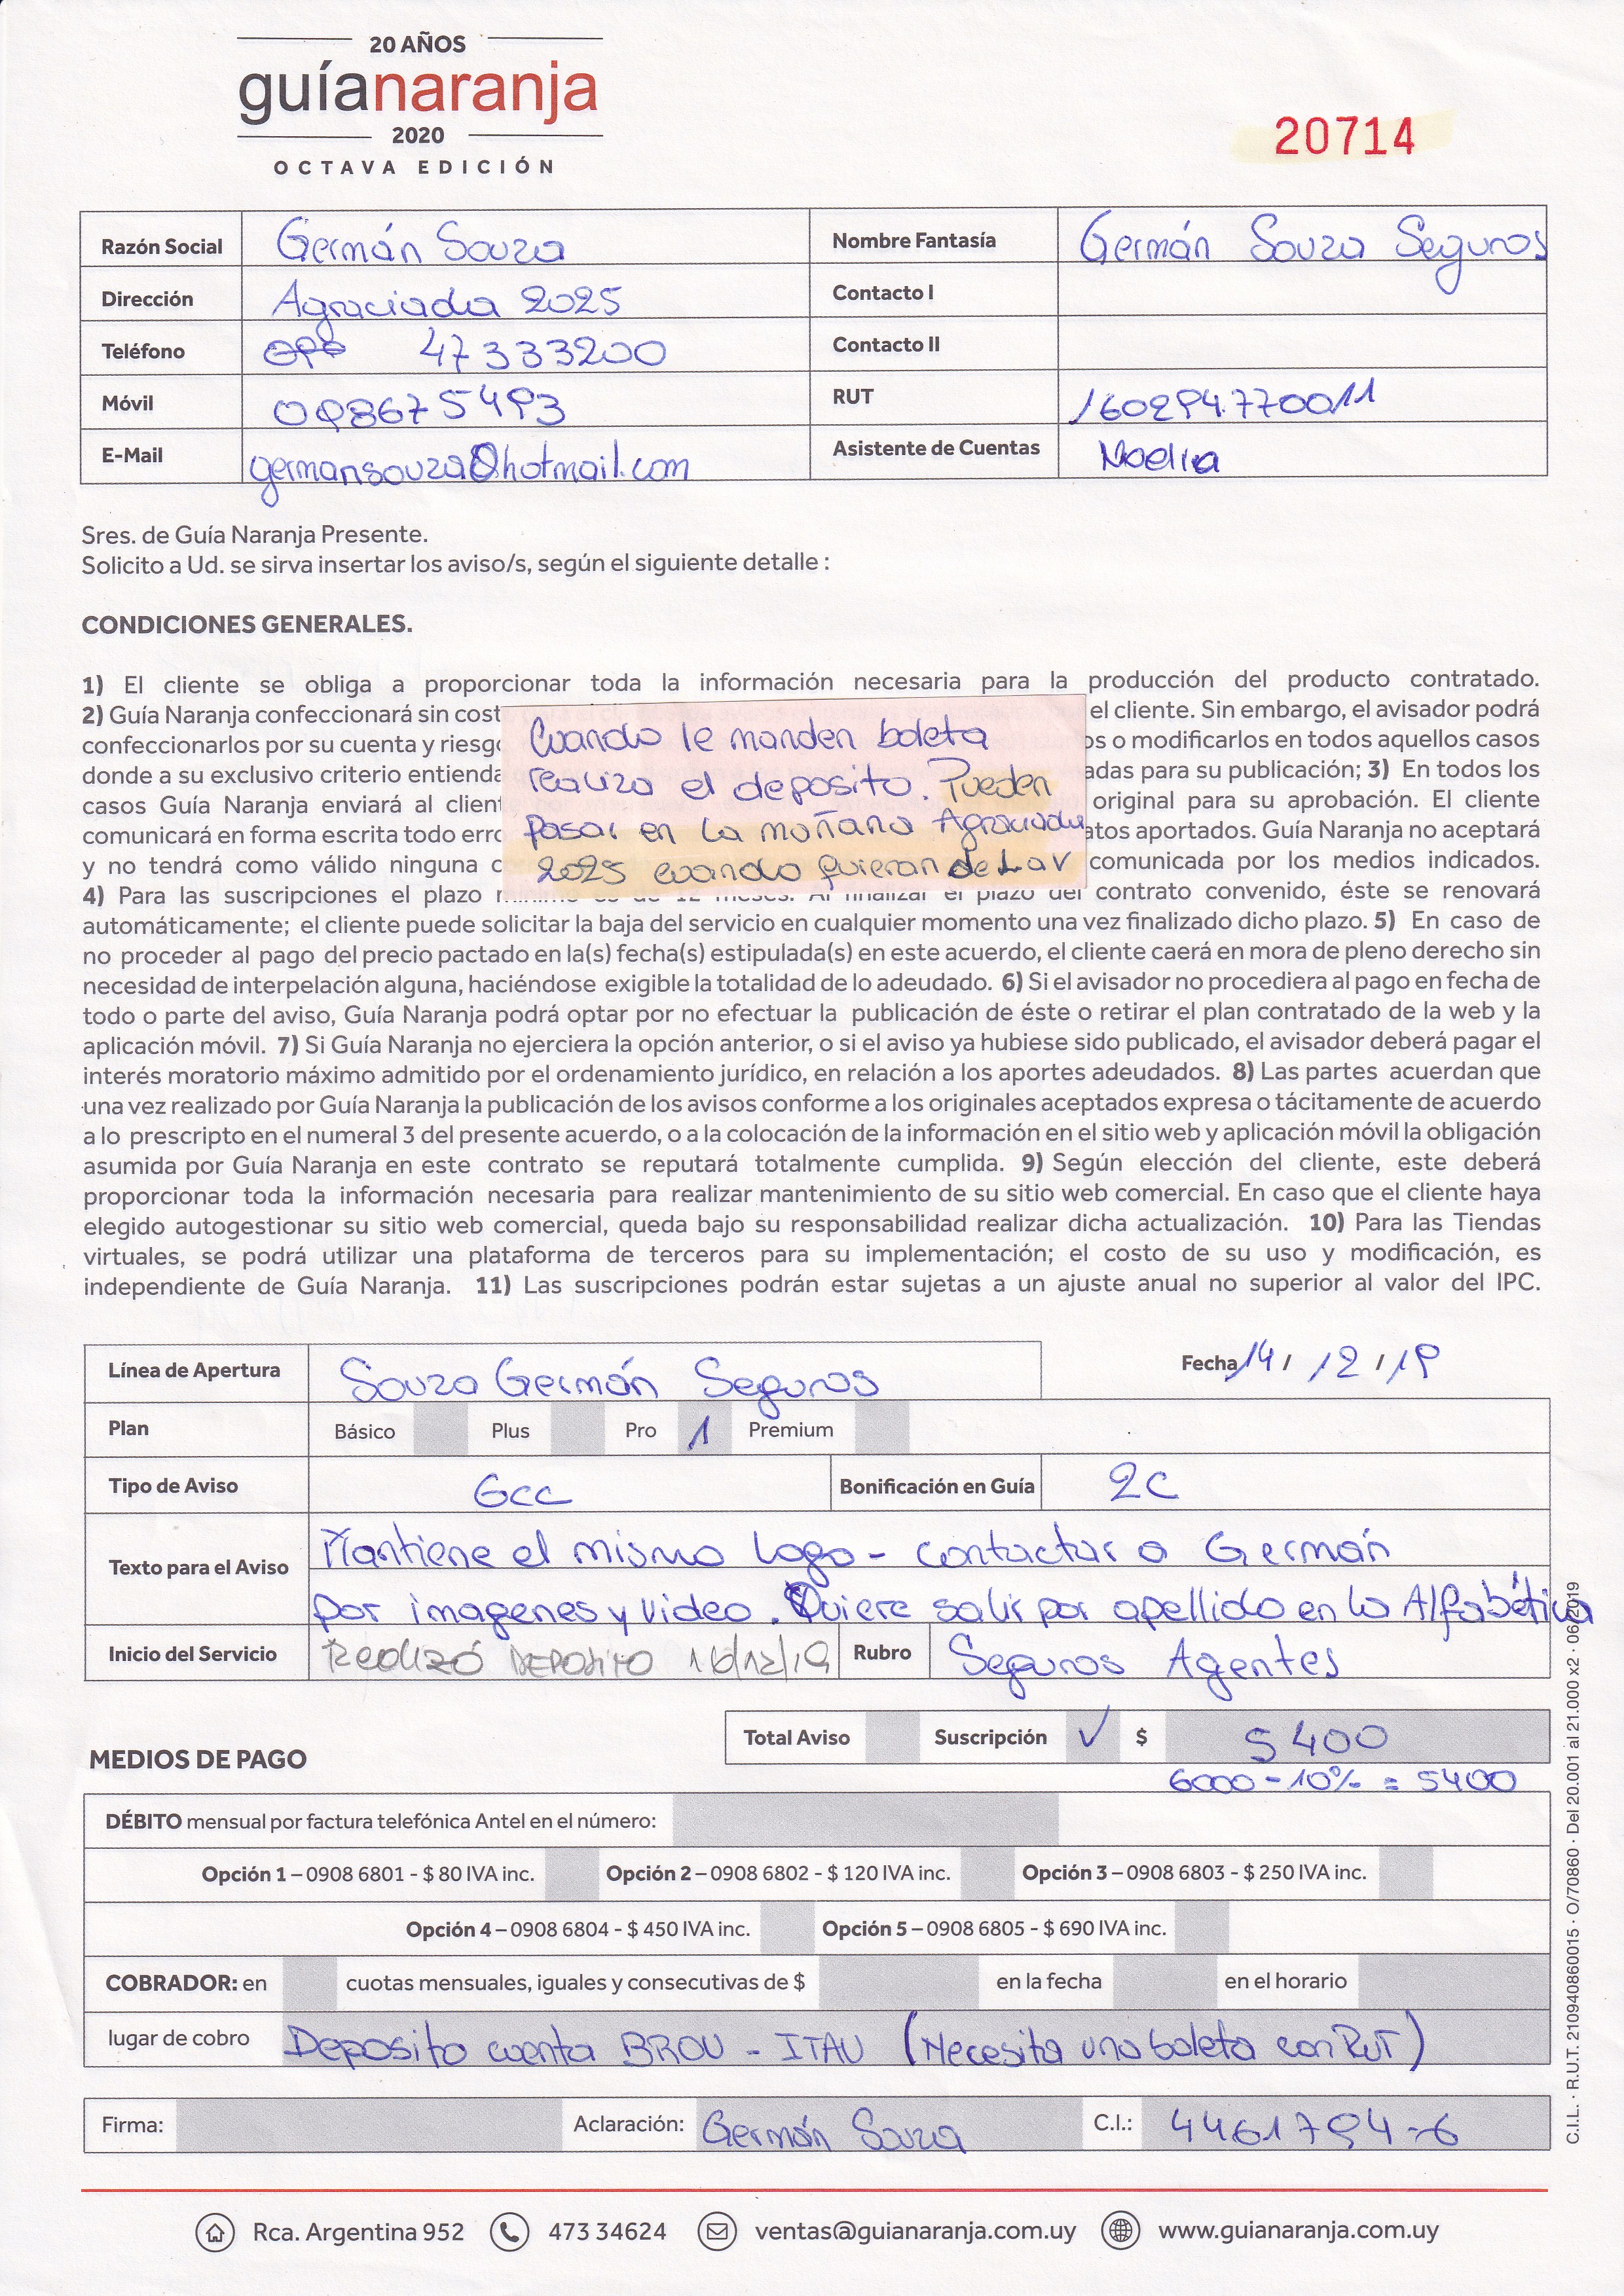 20 AÑOS
guíanaranja
2020
OCTAVA EDICIÓN
20714
Razón Social Germán Souza Nombre Fantasía Germán Souza Seguros
Dirección Agraciada 2025 Contacto I
Teléfono 47333200 Contacto II
Móvil 098675493 RUT 160294770011
E-Mail germansouza@hotmail.com Asistente de Cuentas Noelia
Sres. de Guía Naranja Presente.
Solicito a Ud. se sirva insertar los aviso/s, según el siguiente detalle :
CONDICIONES GENERALES.
1) El cliente se obliga a proporcionar toda la información necesaria para la producción del producto contratado.
2) Guía Naranja confeccionará sin cost el cliente. Sin embargo, el avisador podrá
confeccionarlos por su cuenta y riesgo os o modificarlos en todos aquellos casos
donde a su exclusivo criterio entienda adas para su publicación; 3) En todos los
casos Guía Naranja enviará al client original para su aprobación. El cliente
comunicará en forma escrita todo erro atos aportados. Guía Naranja no aceptará
y no tendrá como válido ninguna c comunicada por los medios indicados.
Cuando le manden boleta
realiza el deposito. Pueden
pasar en la mañana Agraciada
2025 cuando quieran de L a V
4) Para las suscripciones el plazo mínimo es de 12 meses. Al finalizar el plazo del contrato convenido, éste se renovará
automáticamente; el cliente puede solicitar la baja del servicio en cualquier momento una vez finalizado dicho plazo. 5) En caso de
no proceder al pago del precio pactado en la(s) fecha(s) estipulada(s) en este acuerdo, el cliente caerá en mora de pleno derecho sin
necesidad de interpelación alguna, haciéndose exigible la totalidad de lo adeudado. 6) Si el avisador no procediera al pago en fecha de
todo o parte del aviso, Guía Naranja podrá optar por no efectuar la publicación de éste o retirar el plan contratado de la web y la
aplicación móvil. 7) Si Guía Naranja no ejerciera la opción anterior, o si el aviso ya hubiese sido publicado, el avisador deberá pagar el
interés moratorio máximo admitido por el ordenamiento jurídico, en relación a los aportes adeudados. 8) Las partes acuerdan que
una vez realizado por Guía Naranja la publicación de los avisos conforme a los originales aceptados expresa o tácitamente de acuerdo
a lo prescripto en el numeral 3 del presente acuerdo, o a la colocación de la información en el sitio web y aplicación móvil la obligación
asumida por Guía Naranja en este contrato se reputará totalmente cumplida. 9) Según elección del cliente, este deberá
proporcionar toda la información necesaria para realizar mantenimiento de su sitio web comercial. En caso que el cliente haya
elegido autogestionar su sitio web comercial, queda bajo su responsabilidad realizar dicha actualización. 10) Para las Tiendas
virtuales, se podrá utilizar una plataforma de terceros para su implementación; el costo de su uso y modificación, es
independiente de Guía Naranja. 11) Las suscripciones podrán estar sujetas a un ajuste anual no superior al valor del IPC.
Línea de Apertura Souza Germán Seguros Fecha 14 / 12 / 19
Plan Básico Plus Pro 1 Premium
Tipo de Aviso 6cc Bonificación en Guía 2C
Texto para el Aviso Mantiene el mismo logo - contactar a Germán
por imagenes y video. Quiere salir por apellido en la Alfabética
Inicio del Servicio REALIZÓ DEPOSITO 16/12/19 Rubro Seguros Agentes
Total Aviso Suscripción ✓ $ 5400
6000 - 10% = 5400
MEDIOS DE PAGO
DÉBITO mensual por factura telefónica Antel en el número:
Opción 1 – 0908 6801 - $ 80 IVA inc. Opción 2 – 0908 6802 - $ 120 IVA inc. Opción 3 – 0908 6803 - $ 250 IVA inc.
Opción 4 – 0908 6804 - $ 450 IVA inc. Opción 5 – 0908 6805 - $ 690 IVA inc.
COBRADOR: en cuotas mensuales, iguales y consecutivas de $ en la fecha en el horario
lugar de cobro Deposito cuenta BROU - ITAU (Necesita una boleta con RUT)
Firma: Aclaración: Germán Souza C.I.: 4461794-6
Rca. Argentina 952 473 34624 ventas@guianaranja.com.uy www.guianaranja.com.uy
C.I.L. · R.U.T. 210940860015 · O/70860 · Del 20.001 al 21.000 x2 · 06/2019